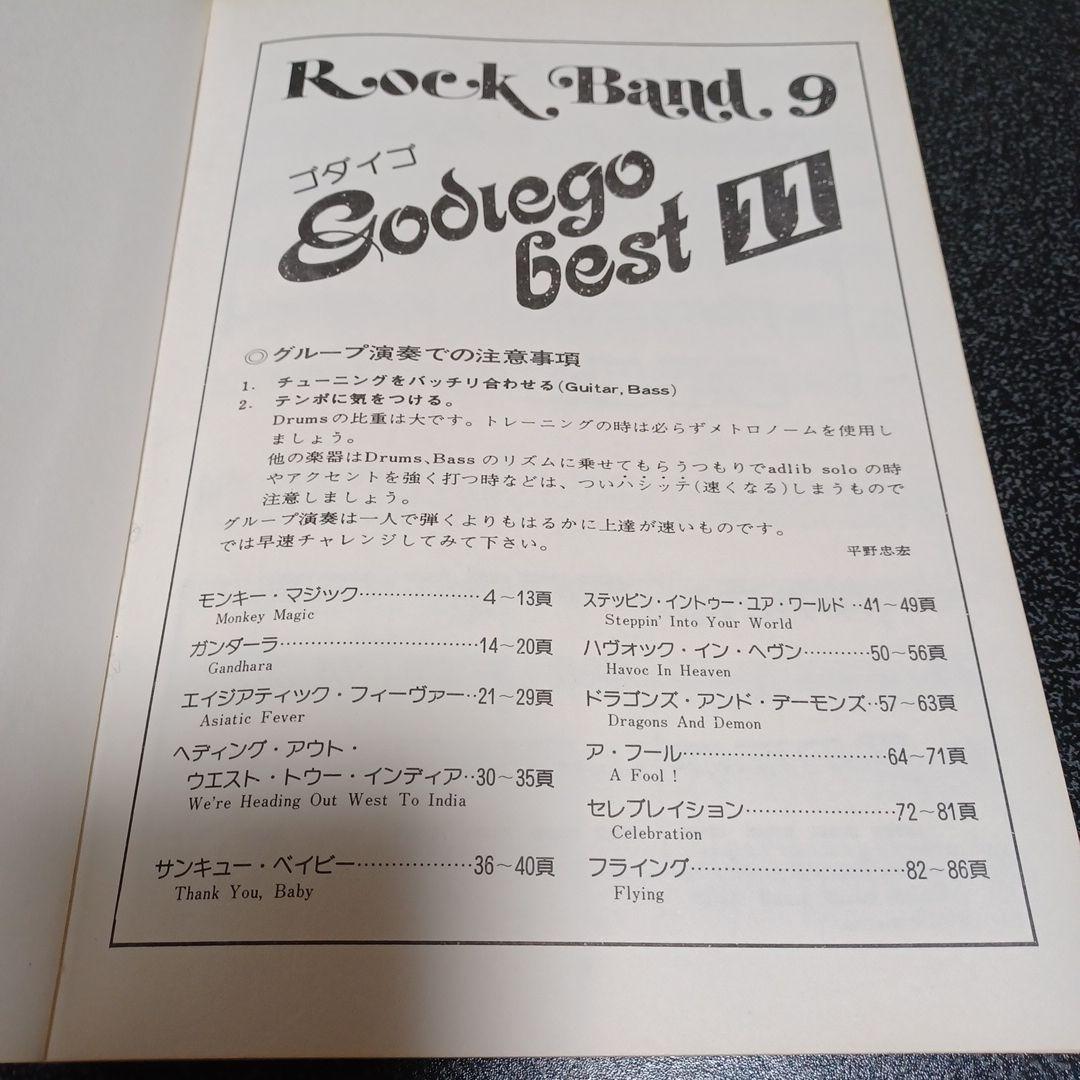 Rock Band 9
ゴダイゴ
Godiego
best 11
◎グループ演奏での注意事項
1. チューニングをバッチリ合わせる(Guitar, Bass)
2. テンポに気をつける。
Drumsの比重は大です。トレーニングの時は必らずメトロノームを使用し
ましょう。
他の楽器はDrums、Bassのリズムに乗せてもらうつもりでadlib soloの時
やアクセントを強く打つ時などは、ついハシッテ(速くなる)しまうもので
注意しましょう。
グループ演奏は一人で弾くよりもはるかに上達が速いものです。
では早速チャレンジしてみて下さい。
平野忠宏
モンキー・マジック····················4〜13頁
Monkey Magic
ガンダーラ·································14〜20頁
Gandhara
エイジアティック・フィーヴァー··21〜29頁
Asiatic Fever
ヘディング・アウト・
ウエスト・トゥー・インディア··30〜35頁
We're Heading Out West To India
サンキュー・ベイビー···················36〜40頁
Thank You, Baby
ステッピン・イントゥー・ユア・ワールド··41〜49頁
Steppin' Into Your World
ハヴォック・イン・ヘヴン···········50〜56頁
Havoc In Heaven
ドラゴンズ・アンド・デーモンズ··57〜63頁
Dragons And Demon
ア・フール··································64〜71頁
A Fool !
セレブレイション·························72〜81頁
Celebration
フライング···································82〜86頁
Flying